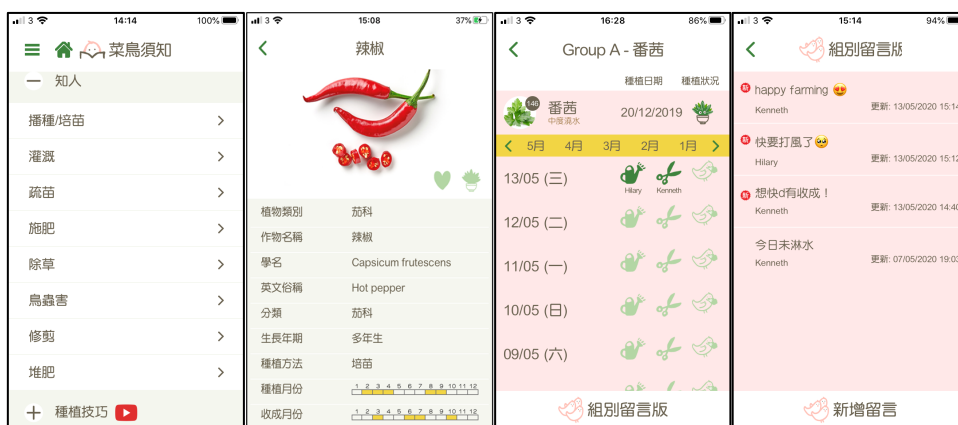 3
14:14
100%
菜鳥須知
知人
播種/培苗
灌溉
疏苗
施肥
除草
鳥蟲害
修剪
堆肥
種植技巧
3
15:08
37%
辣椒
植物類別 茄科
作物名稱 辣椒
學名 Capsicum frutescens
英文俗稱 Hot pepper
分類 茄科
生長年期 多年生
種植方法 培苗
種植月份 1 2 3 4 5 6 7 8 9 10 11 12
收成月份 1 2 3 4 5 6 7 8 9 10 11 12
3
16:28
86%
Group A - 番茜
種植日期 種植狀況
146
番茜 20/12/2019
中度澆水
5月 4月 3月 2月 1月
13/05 (三)
Hilary Kenneth
12/05 (二)
11/05 (一)
10/05 (日)
09/05 (六)
組別留言版
3
15:14
94%
組別留言版
新 happy farming 😍
Kenneth 更新: 13/05/2020 15:14
新 快要打風了🥺
Hilary 更新: 13/05/2020 15:12
新 想快d有收成！
Kenneth 更新: 13/05/2020 14:40
今日未淋水
Kenneth 更新: 07/05/2020 19:03
新增留言